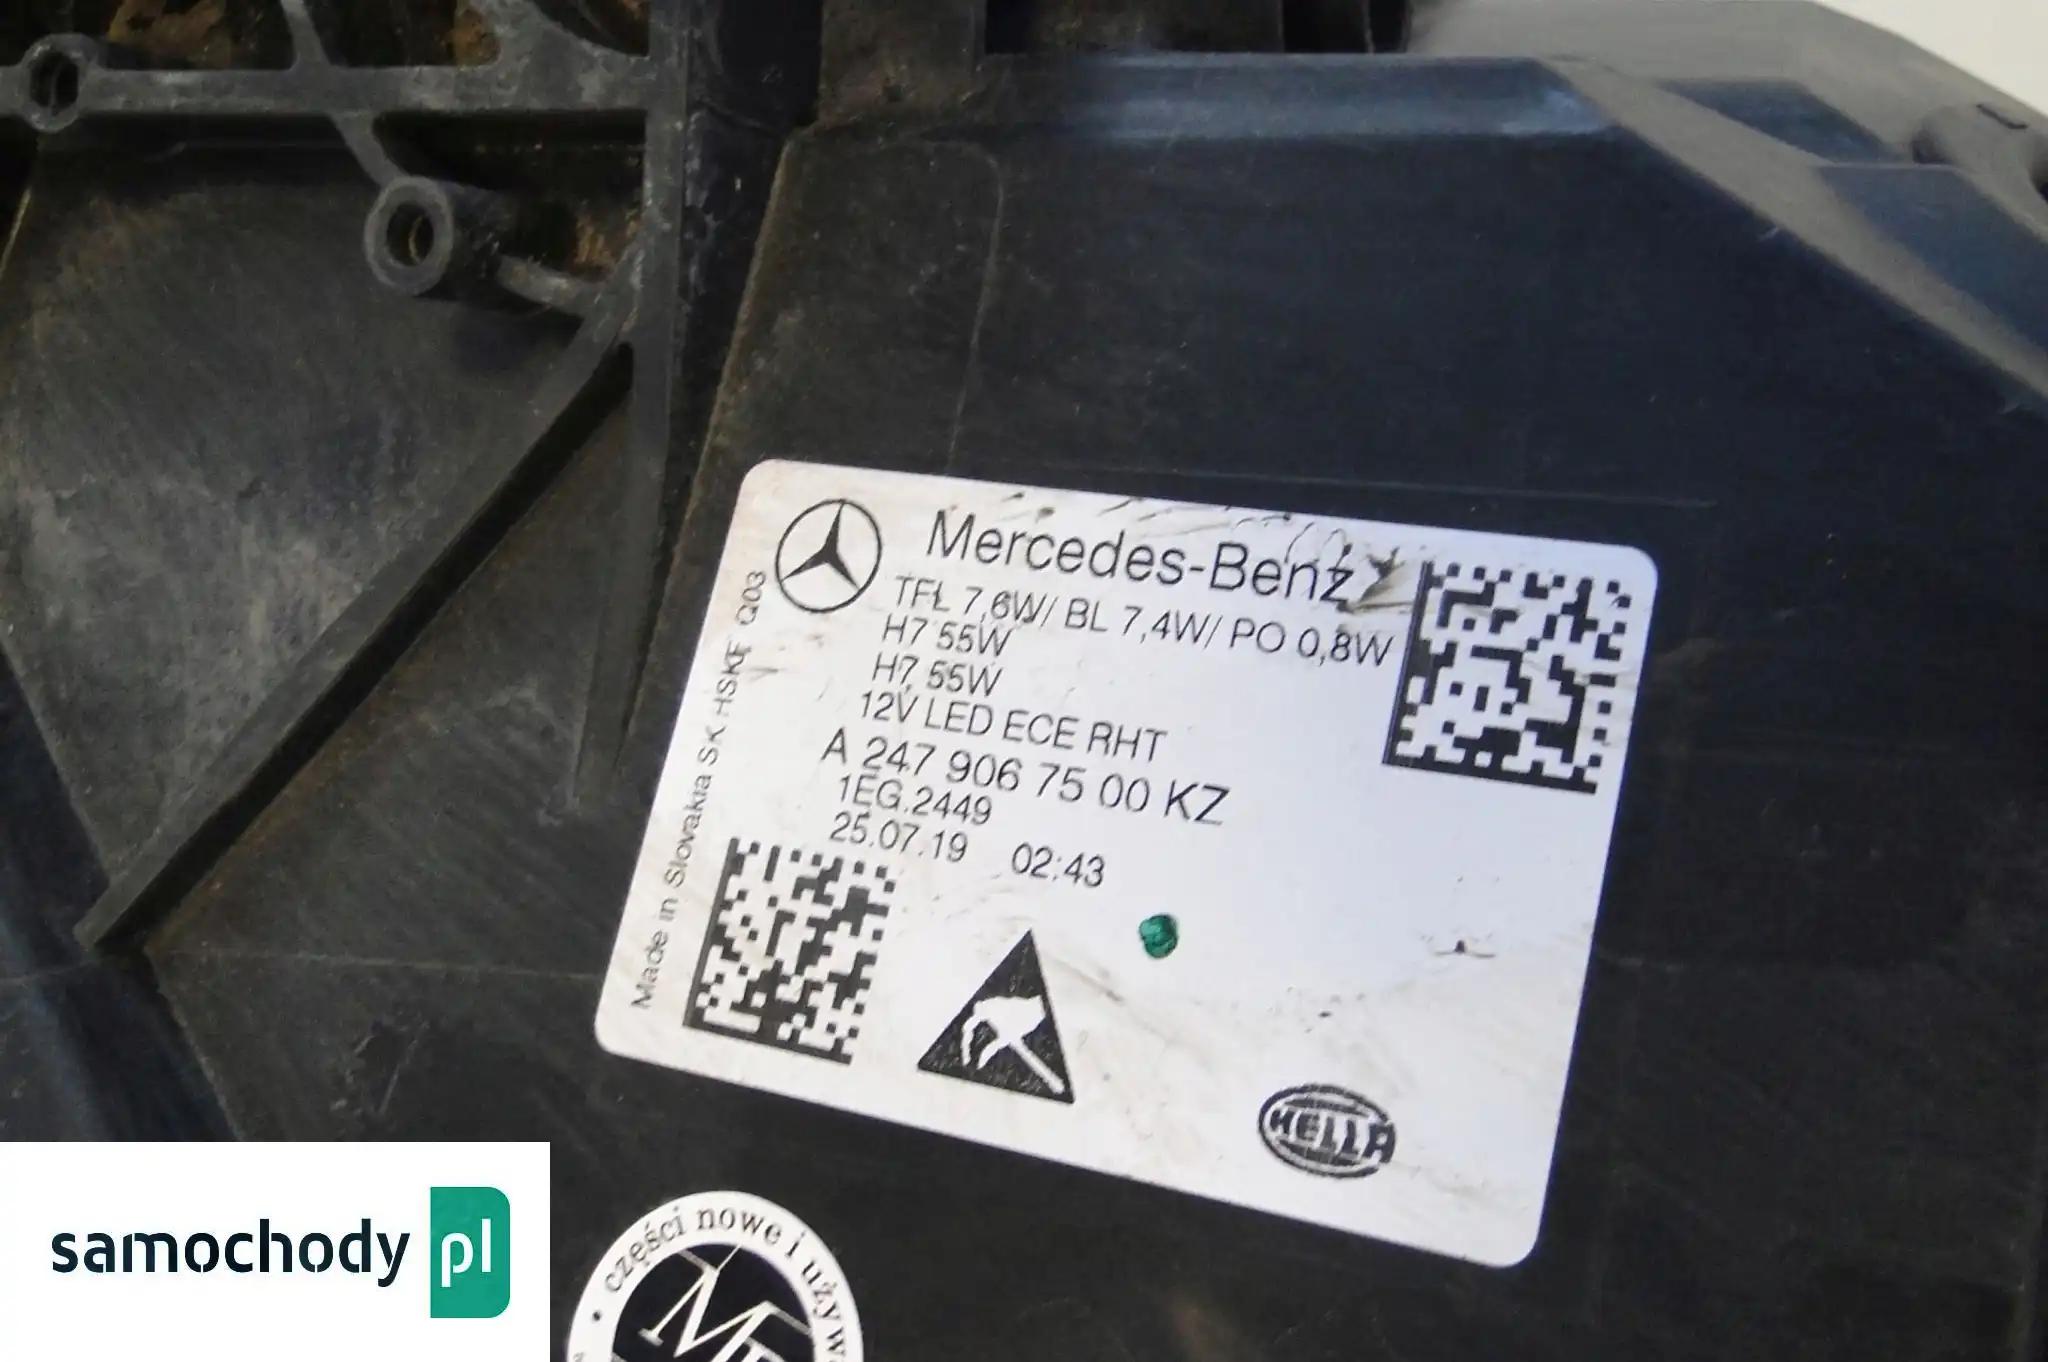 Mercedes-Benz
TFL 7,6W/ BL 7,4W/ PO 0,8W
H7 55W
H7 55W
12V LED ECE RHT
A 247 906 75 00 KZ
1EG.2449
25.07.19 02:43
Made in Slovakia SK HSKF Q03
HELLA
samochody pl
• części nowe i używ